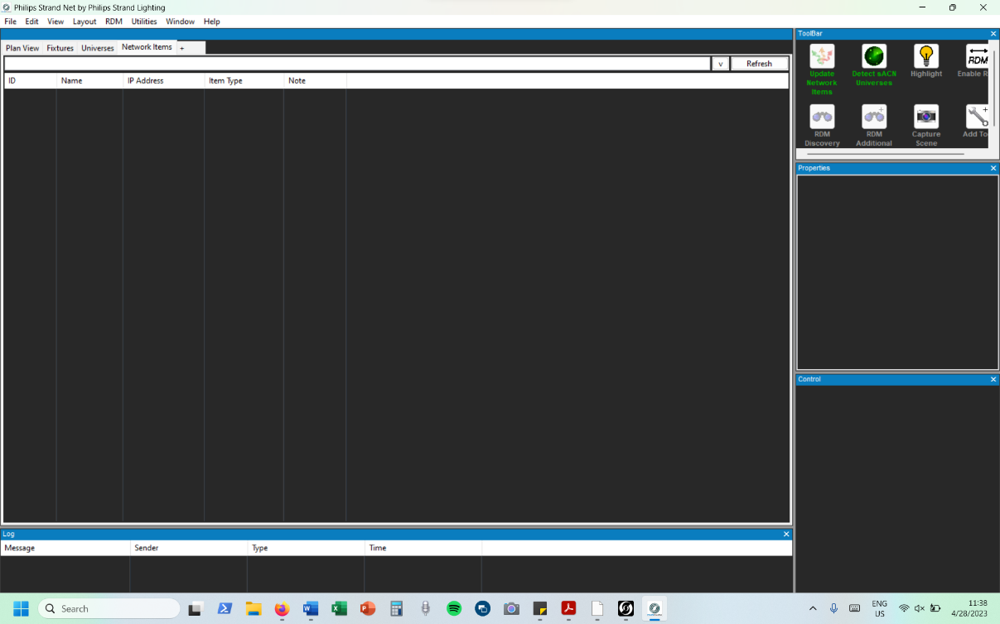 Philips Strand Net by Philips Strand Lighting
File Edit View Layout RDM Utilities Window Help
Plan View Fixtures Universes Network Items +
v Refresh
ID Name IP Address Item Type Note
ToolBar
Update Network Items
Detect sACN Universes
Highlight
RDM
Enable R
RDM Discovery
RDM Additional
Capture Scene
Add To
Properties
Control
Log
Message Sender Type Time
Search
ENG
US
11:38
4/28/2023